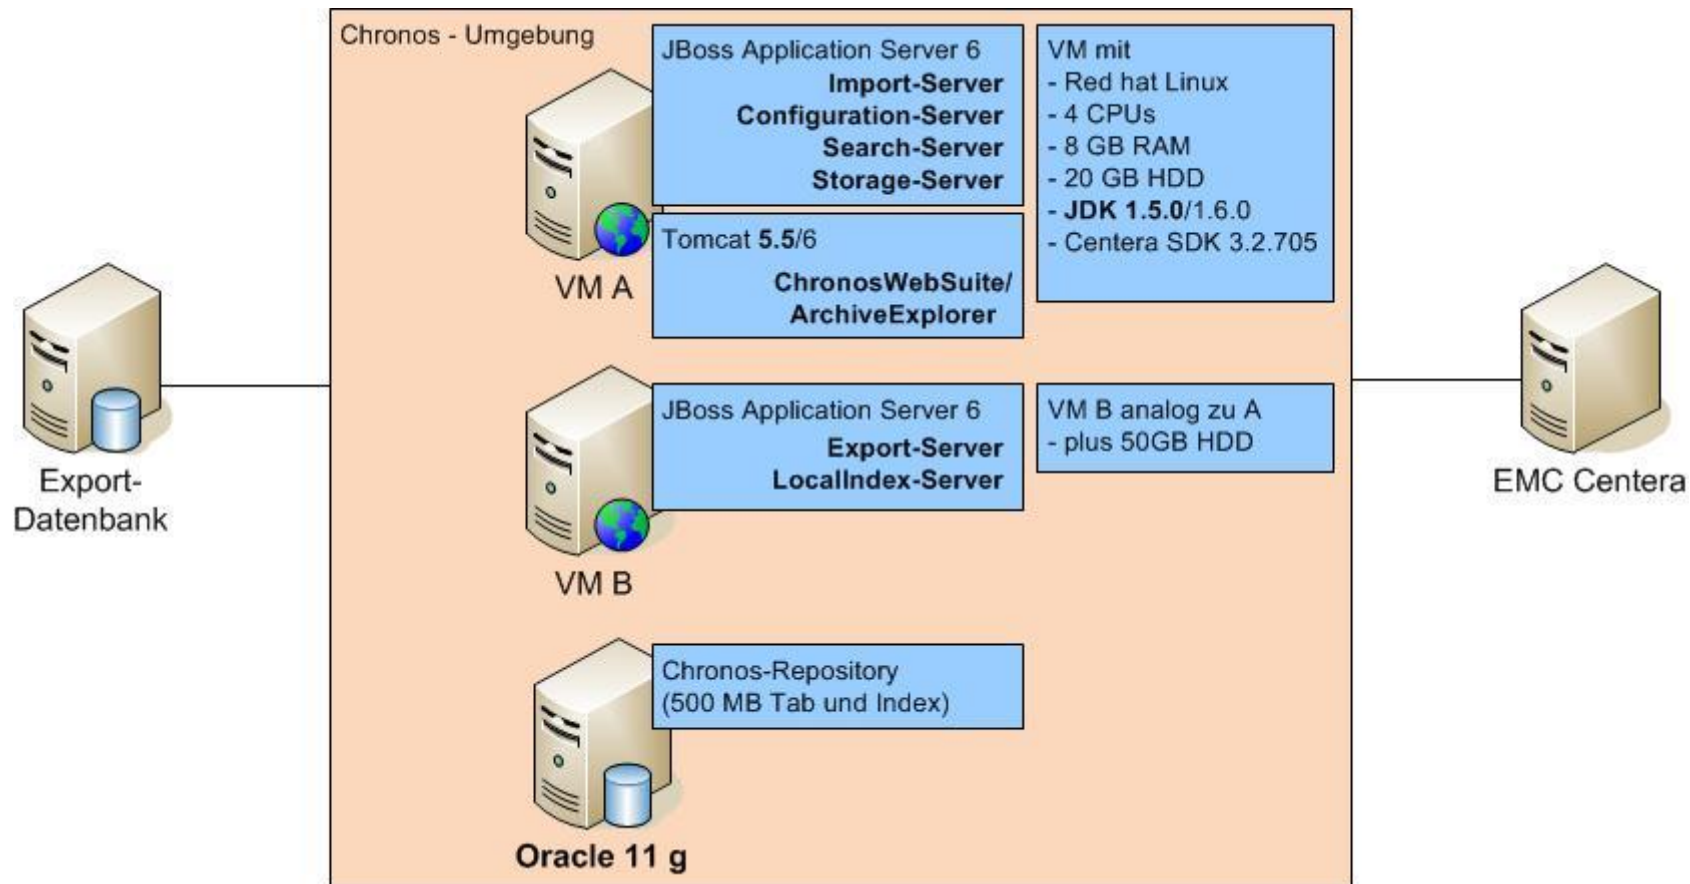 Chronos - Umgebung
JBoss Application Server 6
Import-Server
Configuration-Server
Search-Server
Storage-Server
VM mit
- Red hat Linux
- 4 CPUs
- 8 GB RAM
- 20 GB HDD
- JDK 1.5.0/1.6.0
- Centera SDK 3.2.705
Tomcat 5.5/6
ChronosWebSuite/
ArchiveExplorer
VM A
JBoss Application Server 6
Export-Server
LocalIndex-Server
VM B analog zu A
- plus 50GB HDD
VM B
Export-
Datenbank
EMC Centera
Chronos-Repository
(500 MB Tab und Index)
Oracle 11 g